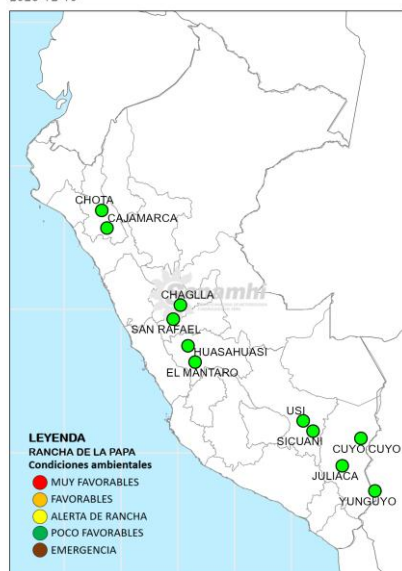 CHOTA
CAJAMARCA
Senamhi
CHAGLLA
SAN RAFAEL
HUASAHUASI
EL MANTARO
USI
SICUANI
CUYO CUYO
JULIACA
YUNGUYO
LEYENDA
RANCHA DE LA PAPA
Condiciones ambientales
MUY FAVORABLES
FAVORABLES
ALERTA DE RANCHA
POCO FAVORABLES
EMERGENCIA